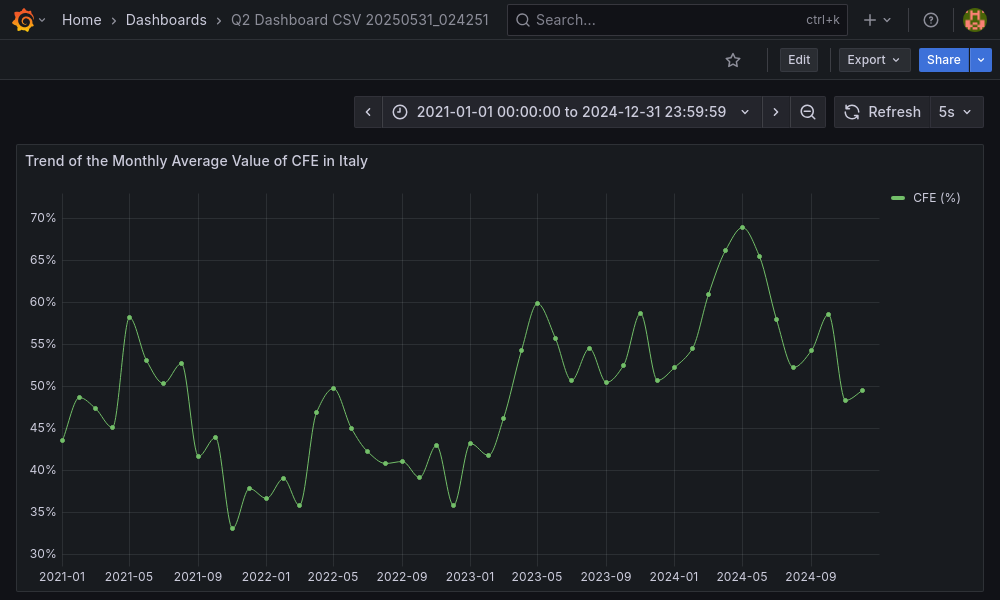 Home › Dashboards › Q2 Dashboard CSV 20250531_024251
Search... ctrl+k
Edit Export Share
2021-01-01 00:00:00 to 2024-12-31 23:59:59 Refresh 5s
Trend of the Monthly Average Value of CFE in Italy
CFE (%)
70%
65%
60%
55%
50%
45%
40%
35%
30%
2021-01 2021-05 2021-09 2022-01 2022-05 2022-09 2023-01 2023-05 2023-09 2024-01 2024-05 2024-09